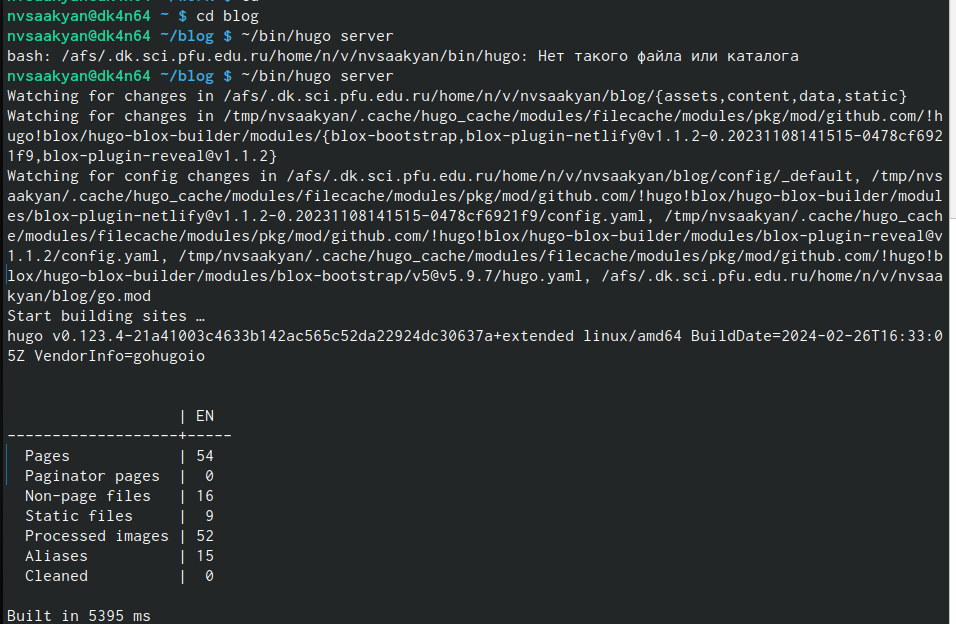 nvsaakyan@dk4n64 ~ $ cd blog
nvsaakyan@dk4n64 ~/blog $ ~/bin/hugo server
bash: /afs/.dk.sci.pfu.edu.ru/home/n/v/nvsaakyan/bin/hugo: Нет такого файла или каталога
nvsaakyan@dk4n64 ~/blog $ ~/bin/hugo server
Watching for changes in /afs/.dk.sci.pfu.edu.ru/home/n/v/nvsaakyan/blog/{assets,content,data,static}
Watching for changes in /tmp/nvsaakyan/.cache/hugo_cache/modules/filecache/modules/pkg/mod/github.com/!h
ugo!blox/hugo-blox-builder/modules/{blox-bootstrap,blox-plugin-netlify@v1.1.2-0.20231108141515-0478cf692
1f9,blox-plugin-reveal@v1.1.2}
Watching for config changes in /afs/.dk.sci.pfu.edu.ru/home/n/v/nvsaakyan/blog/config/_default, /tmp/nvs
aakyan/.cache/hugo_cache/modules/filecache/modules/pkg/mod/github.com/!hugo!blox/hugo-blox-builder/modul
es/blox-plugin-netlify@v1.1.2-0.20231108141515-0478cf6921f9/config.yaml, /tmp/nvsaakyan/.cache/hugo_cach
e/modules/filecache/modules/pkg/mod/github.com/!hugo!blox/hugo-blox-builder/modules/blox-plugin-reveal@v
1.1.2/config.yaml, /tmp/nvsaakyan/.cache/hugo_cache/modules/filecache/modules/pkg/mod/github.com/!hugo!b
lox/hugo-blox-builder/modules/blox-bootstrap/v5@v5.9.7/hugo.yaml, /afs/.dk.sci.pfu.edu.ru/home/n/v/nvsaa
kyan/blog/go.mod
Start building sites …
hugo v0.123.4-21a41003c4633b142ac565c52da22924dc30637a+extended linux/amd64 BuildDate=2024-02-26T16:33:0
5Z VendorInfo=gohugoio
                   | EN
-------------------+-----
  Pages            | 54
  Paginator pages  |  0
  Non-page files   | 16
  Static files     |  9
  Processed images | 52
  Aliases          | 15
  Cleaned          |  0
Built in 5395 ms